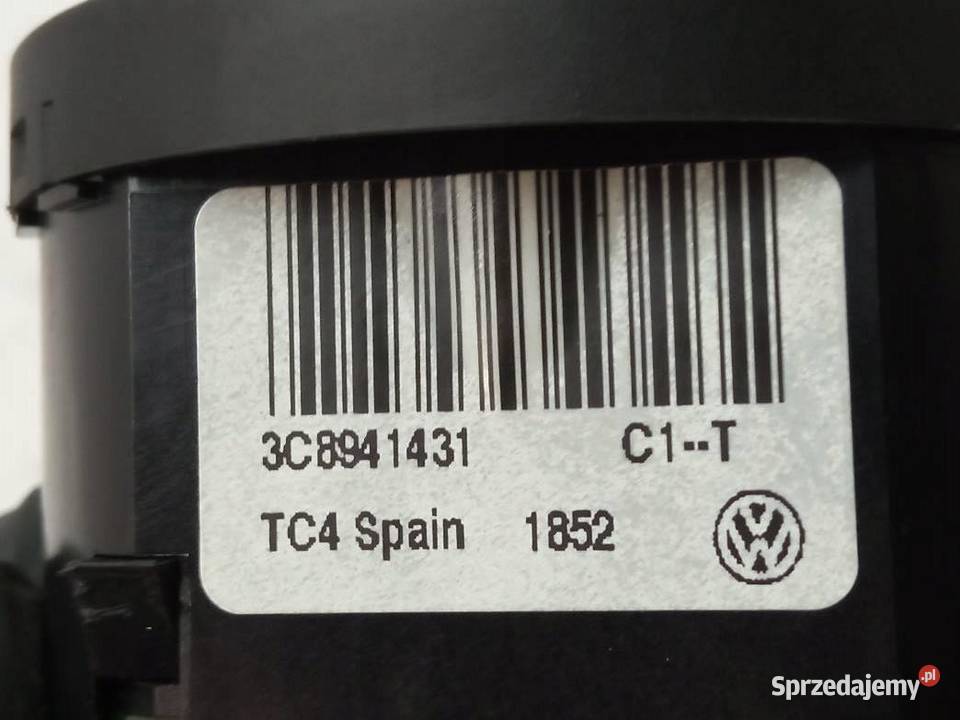 3C8941431 C1--T
TC4 Spain 1852
Sprzedajemy.pl